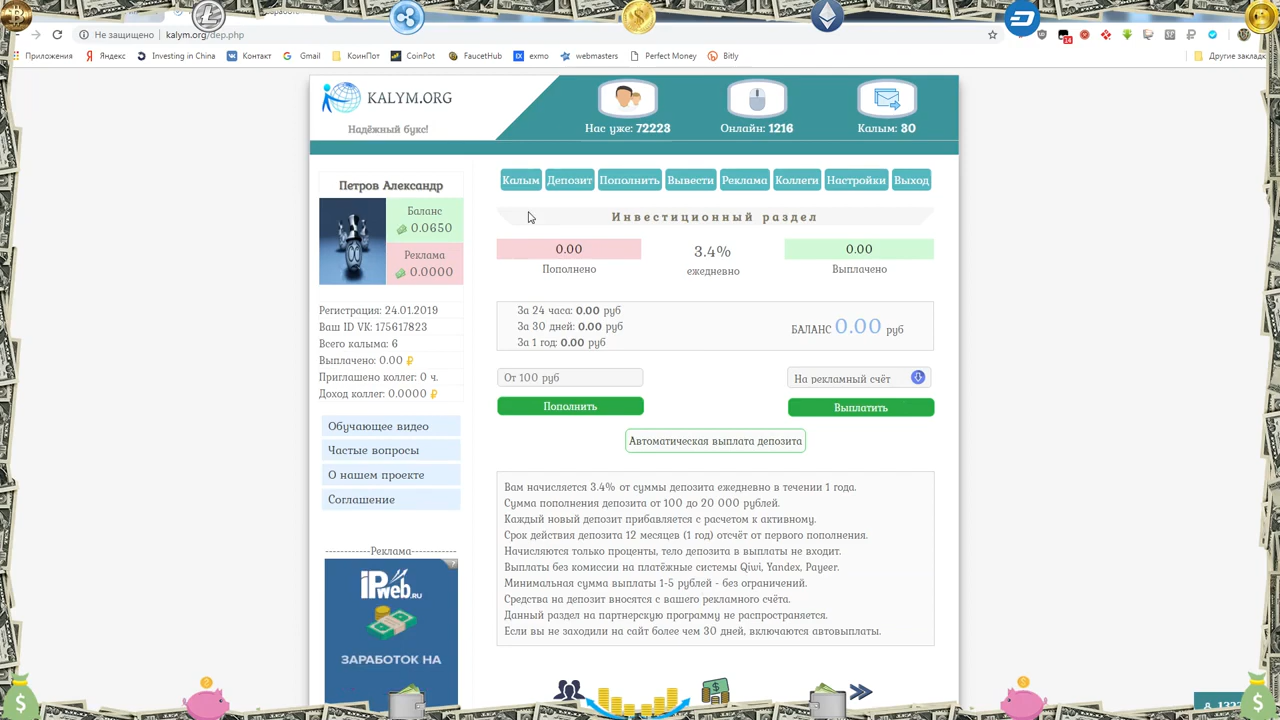 Не защищено
kalym.org/dep.php
Приложения
Яндекс
Investing in China
Контакт
Gmail
КоинПот
CoinPot
FaucetHub
exmo
webmasters
Perfect Money
Bitly
Другие заклад
KALYM.ORG
Надёжный букс!
Нас уже: 72223
Онлайн: 1216
Калым: 30
Калым
Депозит
Пополнить
Вывести
Реклама
Коллеги
Настройки
Выход
Петров Александр
Баланс
0.0650
Реклама
0.0000
Регистрация: 24.01.2019
Ваш ID VK: 175617823
Всего калыма: 6
Выплачено: 0.00 ₽
Приглашено коллег: 0 ч.
Доход коллег: 0.0000 ₽
Обучающее видео
Частые вопросы
О нашем проекте
Соглашение
------------Реклама------------
IPweb.RU
ЗАРАБОТОК НА
Инвестиционный раздел
0.00
Пополнено
3.4%
ежедневно
0.00
Выплачено
За 24 часа: 0.00 руб
За 30 дней: 0.00 руб
За 1 год: 0.00 руб
БАЛАНС 0.00 руб
От 100 руб
Пополнить
На рекламный счёт
Выплатить
Автоматическая выплата депозита
Вам начисляется 3.4% от суммы депозита ежедневно в течении 1 года.
Сумма пополнения депозита от 100 до 20 000 рублей.
Каждый новый депозит прибавляется с расчетом к активному.
Срок действия депозита 12 месяцев (1 год) отсчёт от первого пополнения.
Начисляются только проценты, тело депозита в выплаты не входит.
Выплаты без комиссии на платёжные системы Qiwi, Yandex, Payeer.
Минимальная сумма выплаты 1-5 рублей - без ограничений.
Средства на депозит вносятся с вашего рекламного счёта.
Данный раздел на партнерскую программу не распространяется.
Если вы не заходили на сайт более чем 30 дней, включаются автовыплаты.